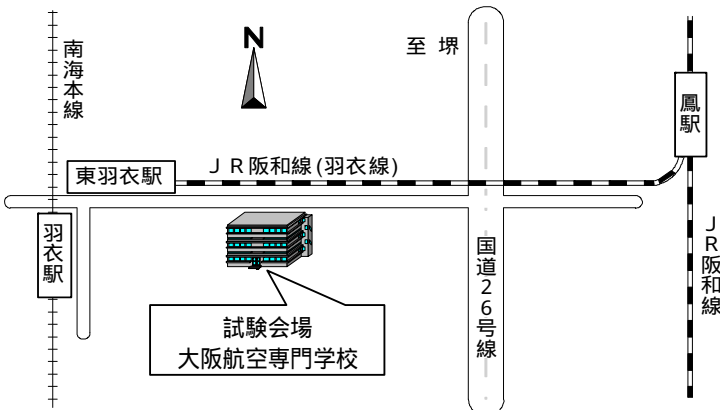 南海本線
N
至 堺
鳳駅
東羽衣駅
ＪＲ阪和線(羽衣線)
羽衣駅
国道２６号線
ＪＲ阪和線
試験会場
大阪航空専門学校